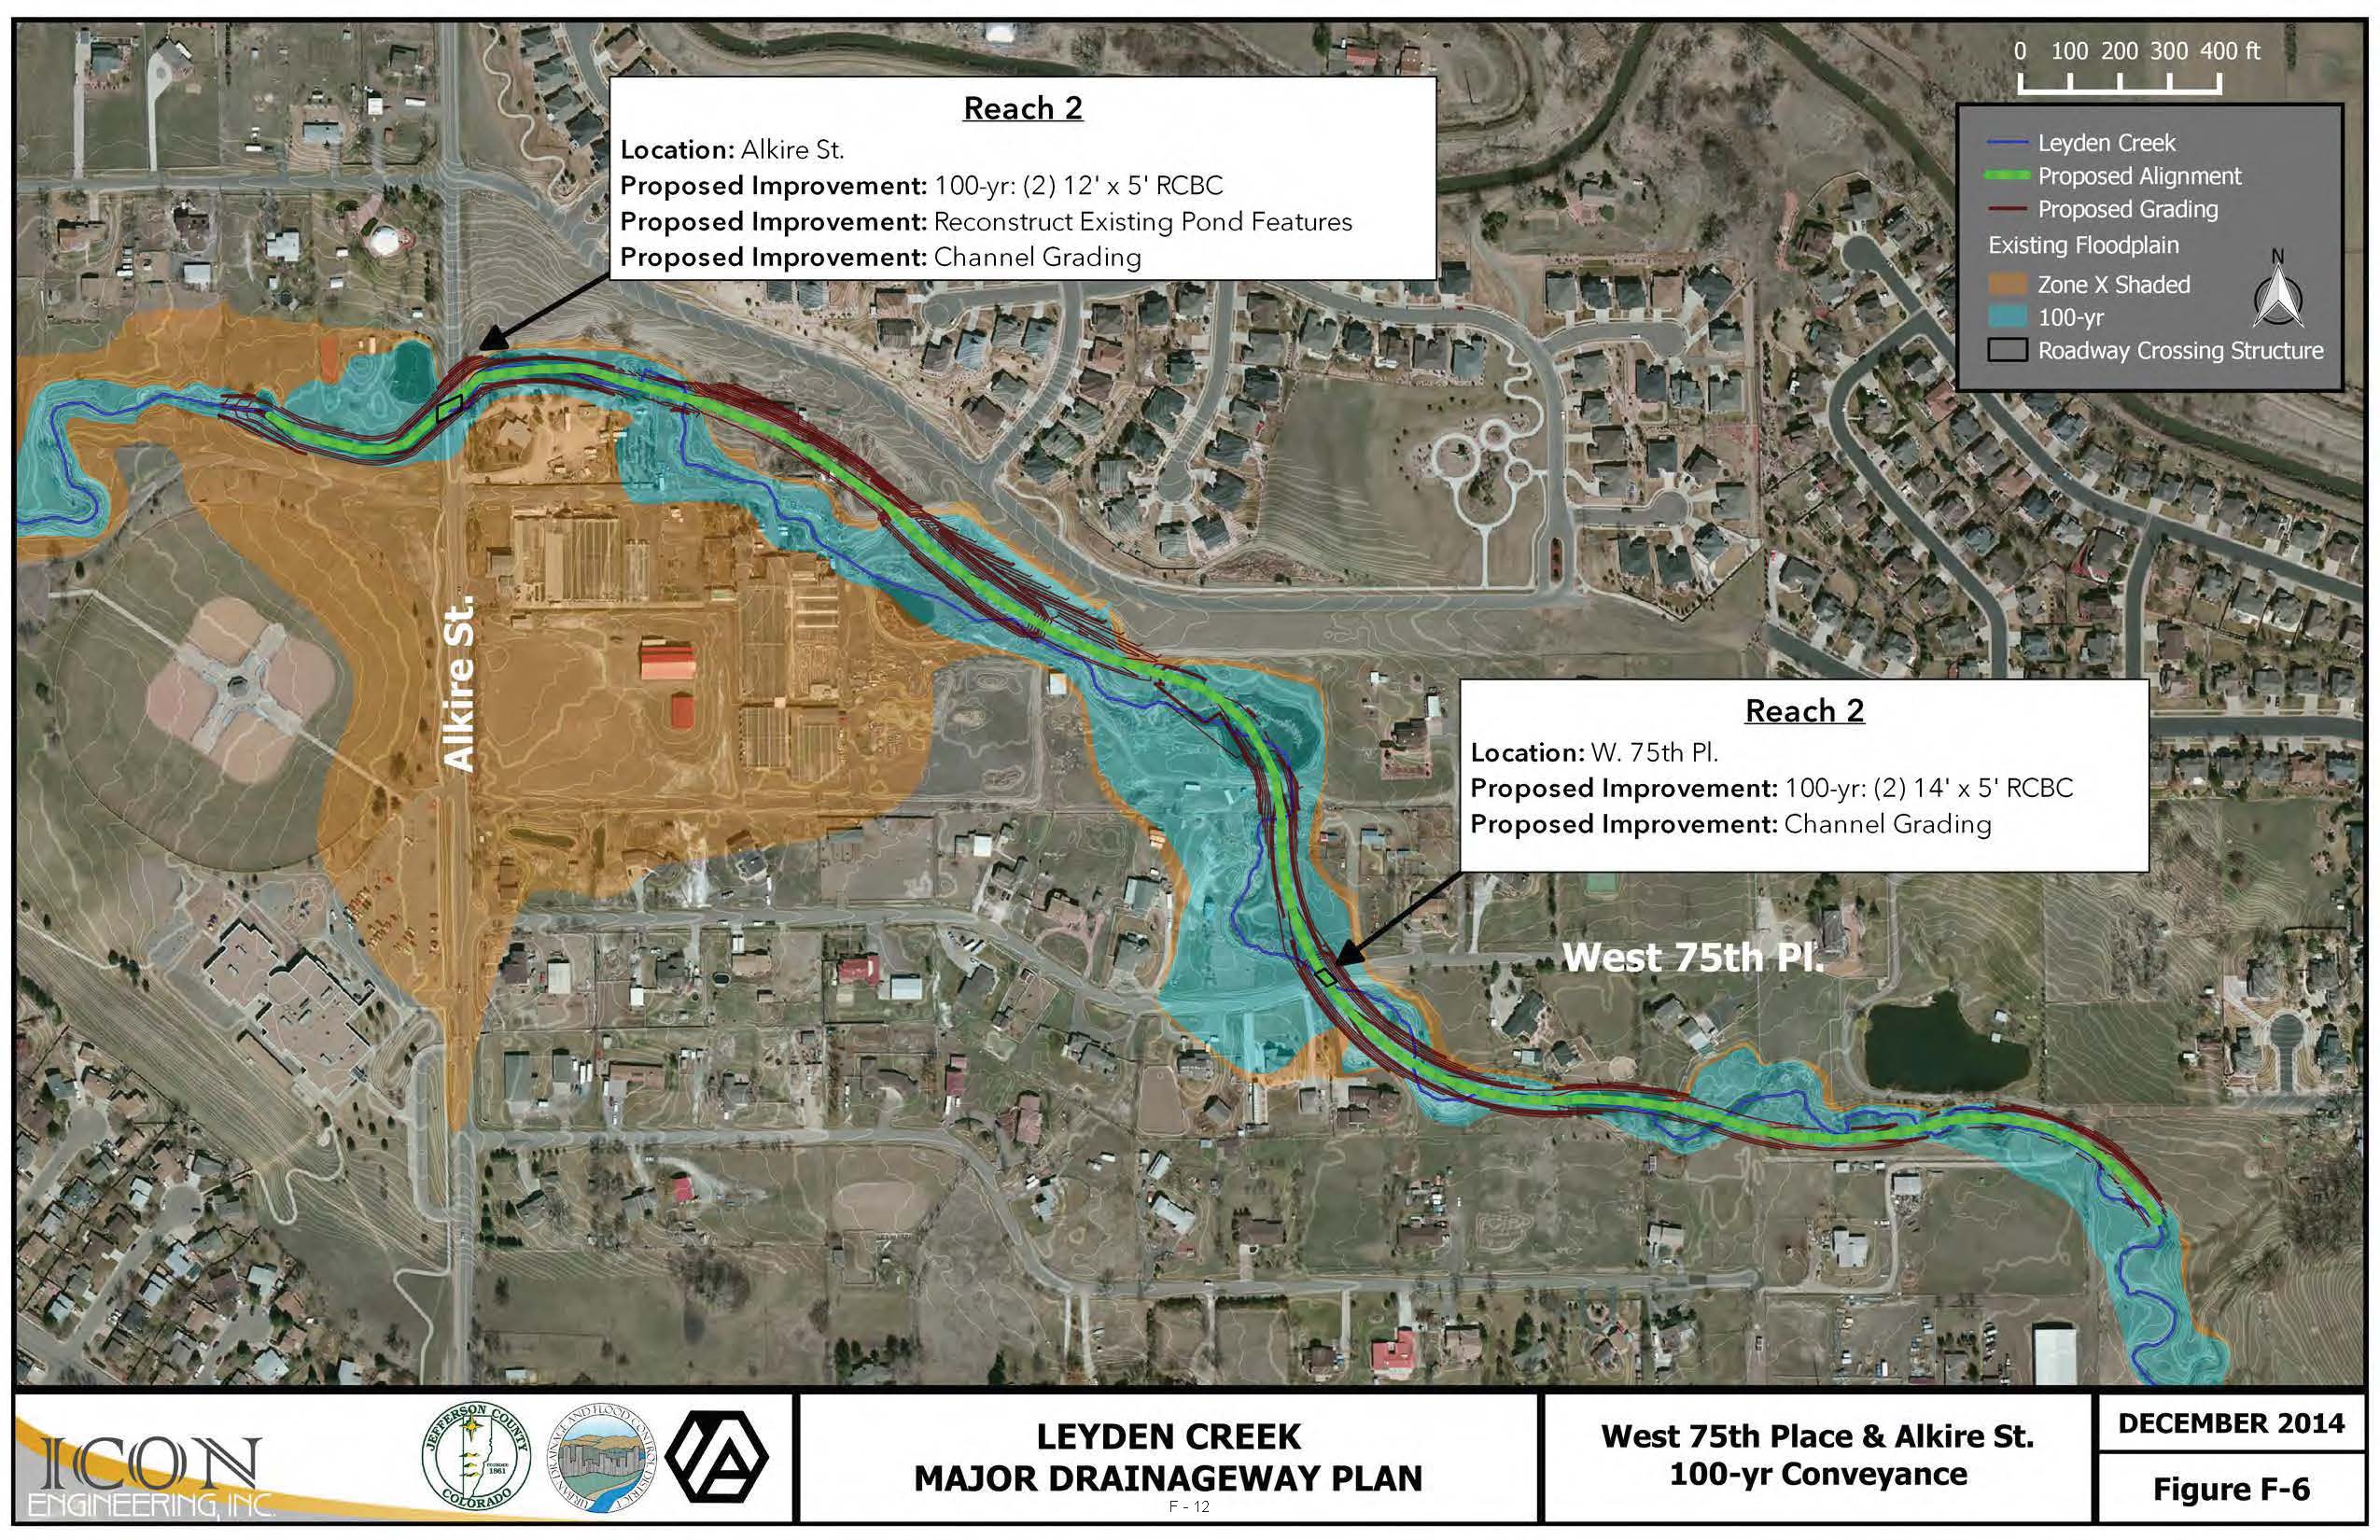 0 100 200 300 400 ft
Leyden Creek
Proposed Alignment
Proposed Grading
Existing Floodplain
N
Zone X Shaded
100-yr
Roadway Crossing Structure
Reach 2
Location: Alkire St.
Proposed Improvement: 100-yr: (2) 12' x 5' RCBC
Proposed Improvement: Reconstruct Existing Pond Features
Proposed Improvement: Channel Grading
Alkire St.
Reach 2
Location: W. 75th Pl.
Proposed Improvement: 100-yr: (2) 14' x 5' RCBC
Proposed Improvement: Channel Grading
West 75th Pl.
ICON
ENGINEERING, INC.
JEFFERSON COUNTY
FOUNDED
1861
COLORADO
URBAN DRAINAGE AND FLOOD CONTROL DISTRICT
LEYDEN CREEK
MAJOR DRAINAGEWAY PLAN
F - 12
West 75th Place & Alkire St.
100-yr Conveyance
DECEMBER 2014
Figure F-6